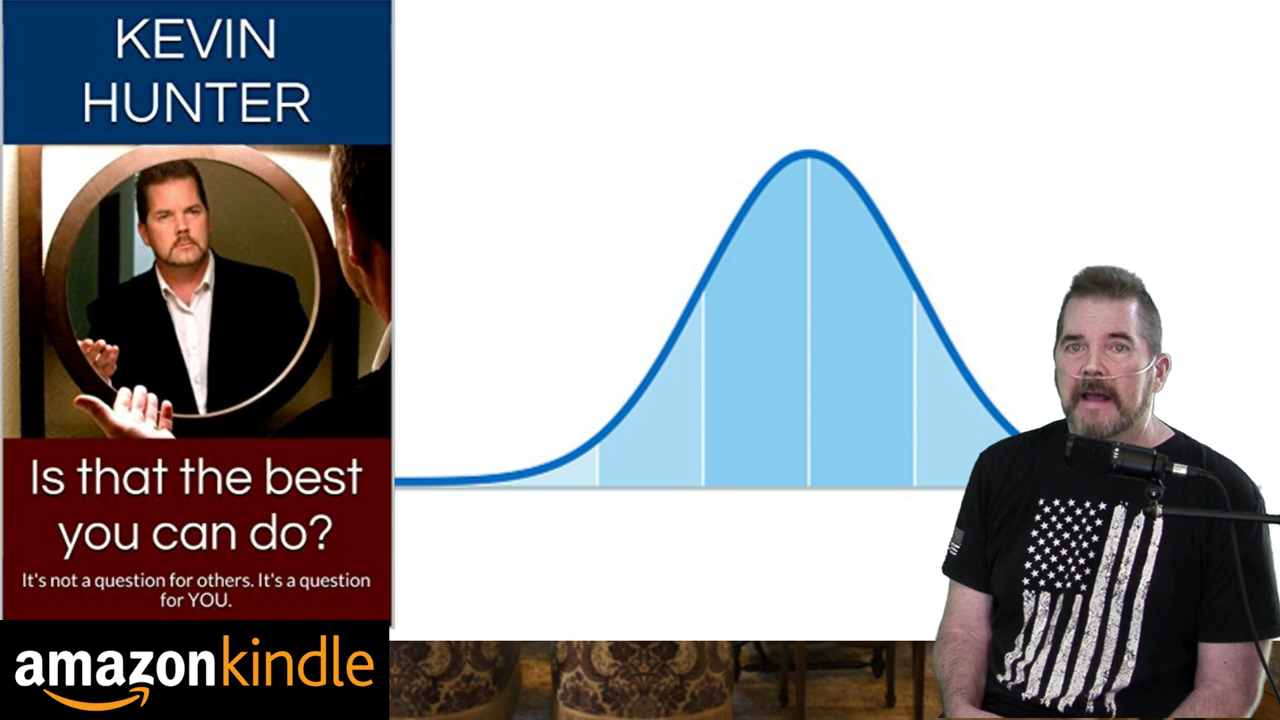 KEVIN
HUNTER
Is that the best
you can do?
It's not a question for others. It's a question
for YOU.
amazonkindle